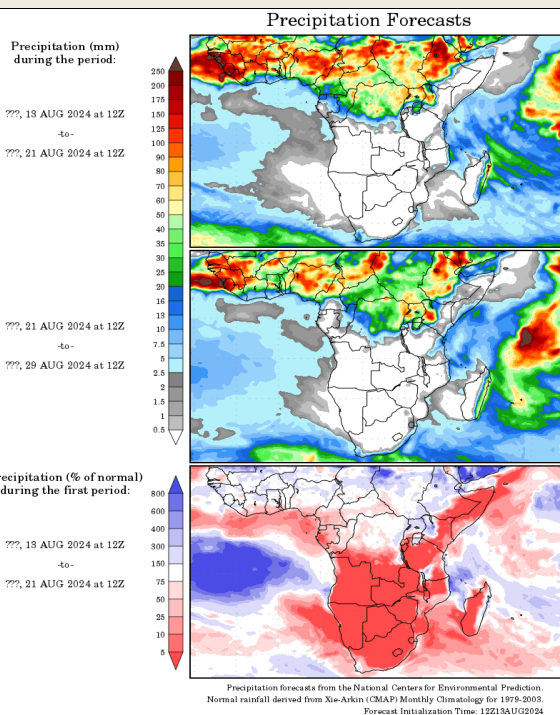 Precipitation Forecasts
Precipitation (mm)
during the period:
???, 13 AUG 2024 at 12Z
-to-
???, 21 AUG 2024 at 12Z
250
200
175
150
125
100
90
80
70
60
50
40
35
30
25
20
16
13
10
7.5
5
2.5
2
1.5
1
0.5
???, 21 AUG 2024 at 12Z
-to-
???, 29 AUG 2024 at 12Z
recipitation (% of normal)
during the first period:
???, 13 AUG 2024 at 12Z
-to-
???, 21 AUG 2024 at 12Z
800
600
400
300
150
75
50
25
10
5
Precipitation forecasts from the National Centers for Environmental Prediction.
Normal rainfall derived from Xie-Arkin (CMAP) Monthly Climatology for 1979-2003.
Forecast Initialization Time: 12Z13AUG2024